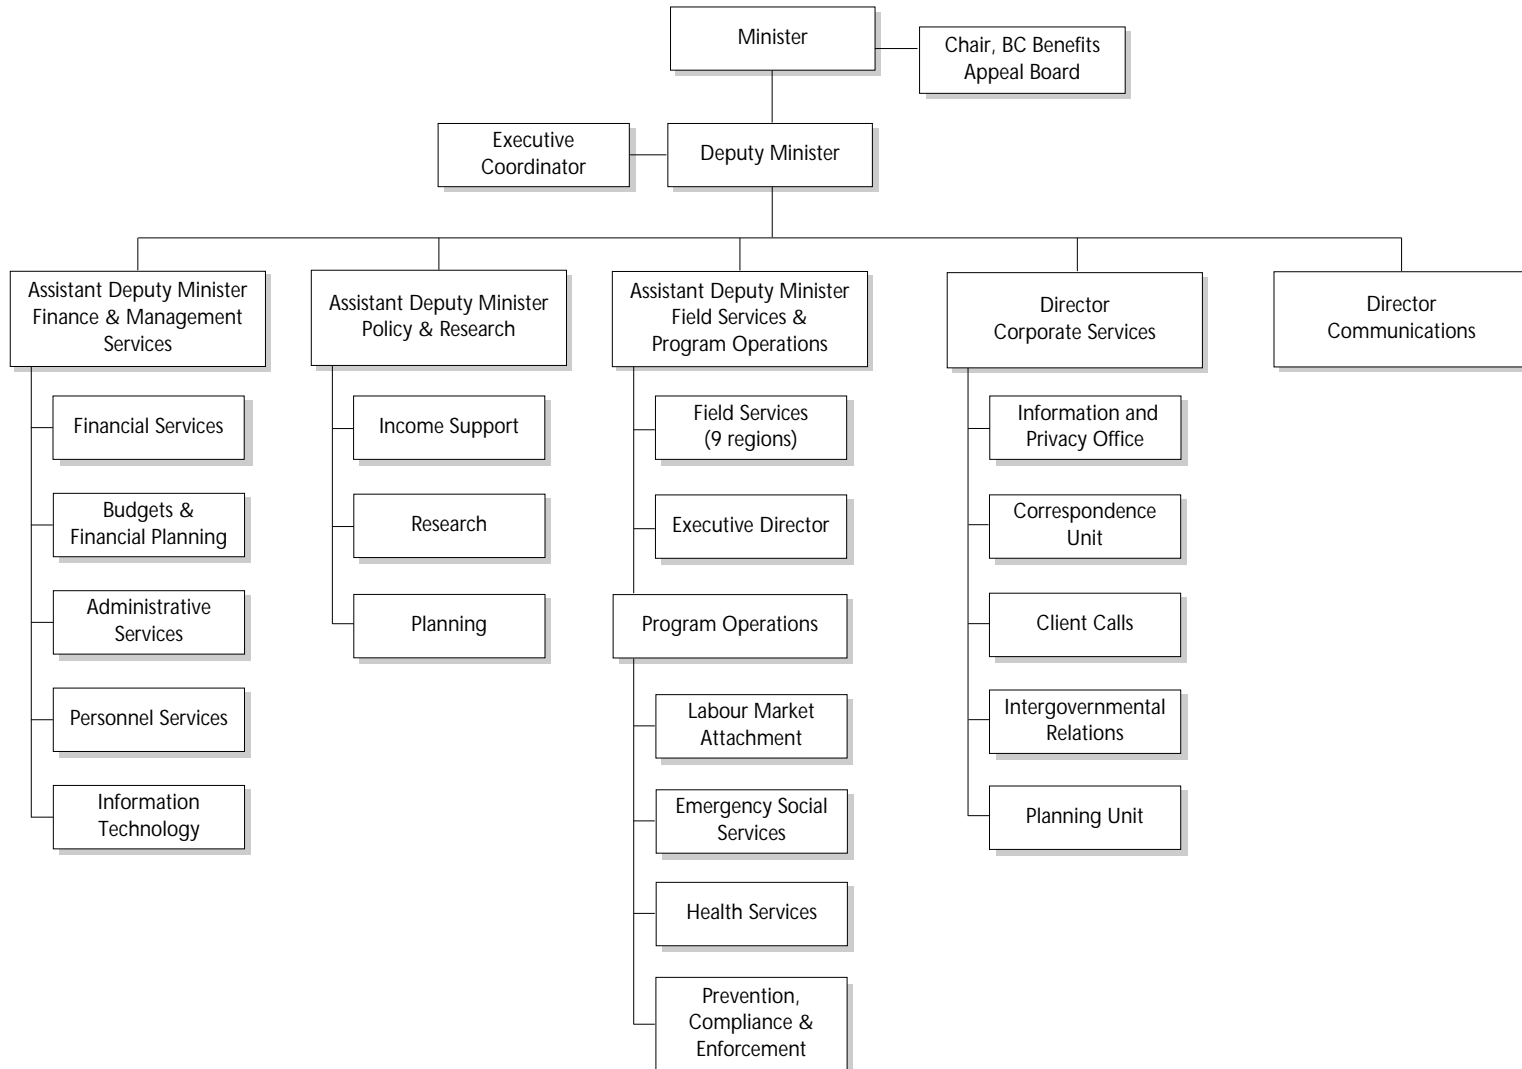 Minister
Chair, BC Benefits
Appeal Board
Executive
Coordinator
Deputy Minister
Assistant Deputy Minister
Finance & Management
Services
Financial Services
Budgets &
Financial Planning
Administrative
Services
Personnel Services
Information
Technology
Assistant Deputy Minister
Policy & Research
Income Support
Research
Planning
Assistant Deputy Minister
Field Services &
Program Operations
Field Services
(9 regions)
Executive Director
Program Operations
Labour Market
Attachment
Emergency Social
Services
Health Services
Prevention,
Compliance &
Enforcement
Director
Corporate Services
Information and
Privacy Office
Correspondence
Unit
Client Calls
Intergovernmental
Relations
Planning Unit
Director
Communications